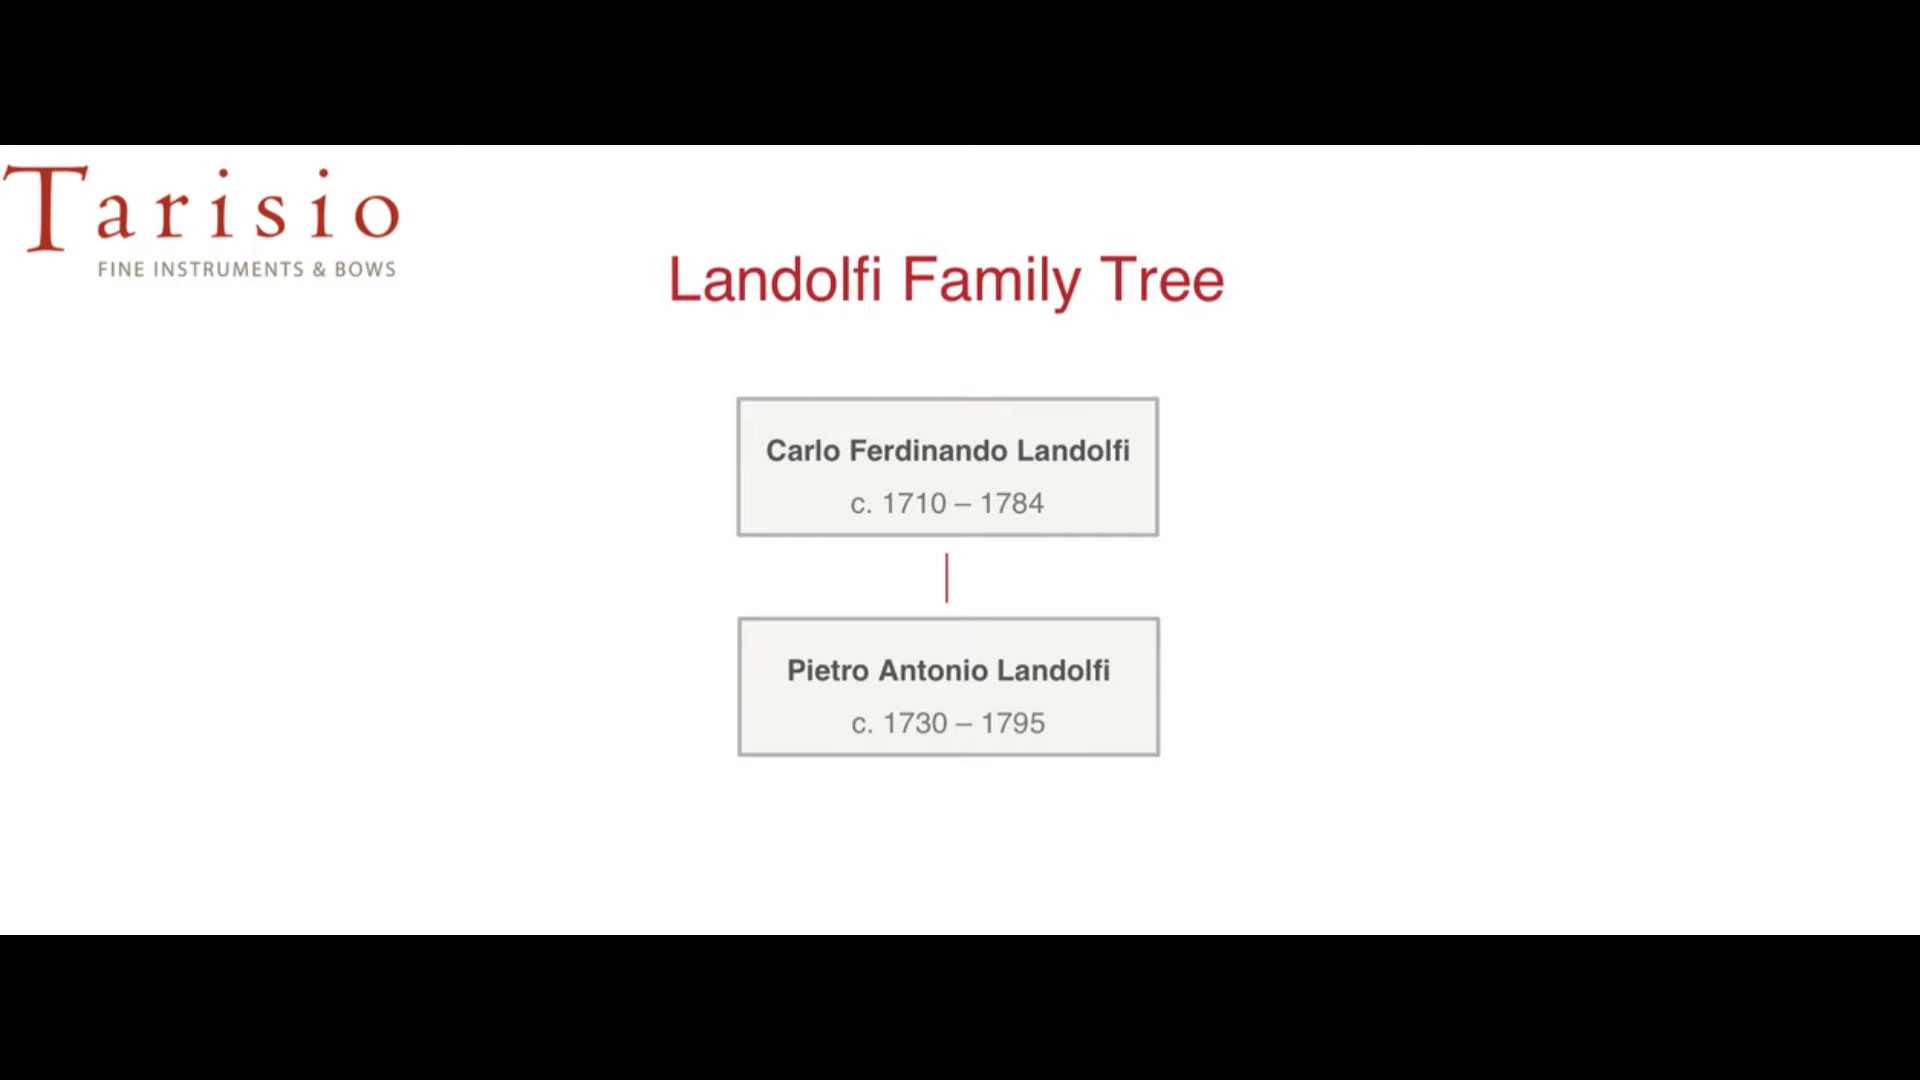 Tarisio
FINE INSTRUMENTS & BOWS
Landolfi Family Tree
Carlo Ferdinando Landolfi
c. 1710 – 1784
Pietro Antonio Landolfi
c. 1730 – 1795